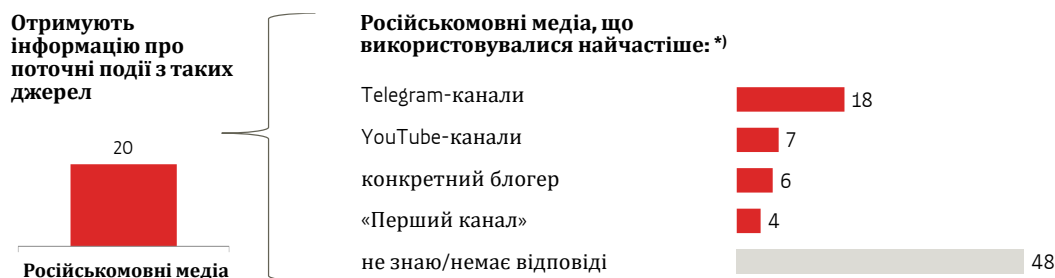 Отримують
інформацію про
поточні події з таких
джерел
20
Російськомовні медіа
Російськомовні медіа, що
використовувалися найчастіше: *)
Telegram-канали 18
YouTube-канали 7
конкретний блогер 6
«Перший канал» 4
не знаю/немає відповіді 48